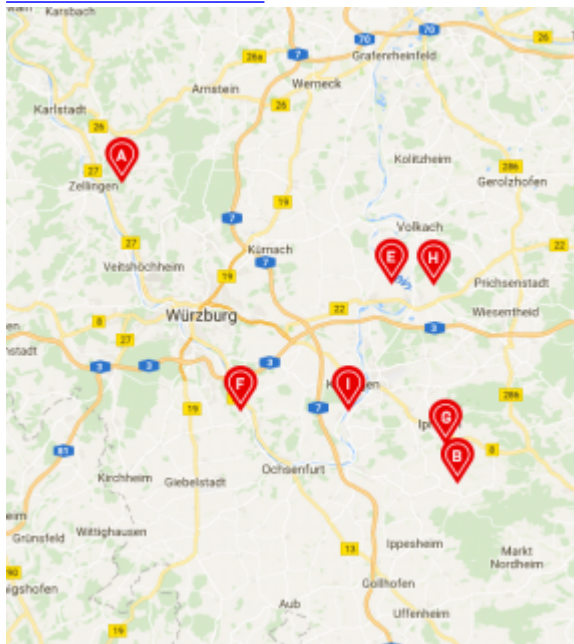 Karsbach
70
26
7
Grafenrheinfeld
26a
Werneck
Arnstein
26
Karlstadt
26
A
27
Zellingen
Kolitzheim
286
Gerolzhofen
19
7
Volkach
27
Kürnach
22
Veitshöchheim
19
7
E
H
Prichsenstadt
22
Wiesentheid
8
Würzburg
3
27
3
3
3
F
I
286
19
7
G
8
81
B
Ochsenfurt
Kirchheim
Giebelstadt
Wittighausen
Grünsfeld
13
Ippesheim
Markt
Nordheim
Gollhofen
Aub
Uffenheim
19
7